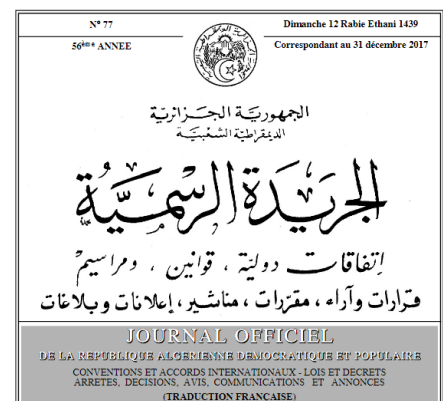 N° 77
Dimanche 12 Rabie Ethani 1439
56ème ANNEE
Correspondant au 31 décembre 2017
الجمهورية الجزائرية
الديمقراطية الشعبية
الجريدة الرسمية
إتفاقات دولية ، قوانين ، ومراسيم
قرارات وآراء ، مقررات ، مناشير ، إعلانات وبلاغات
JOURNAL OFFICIEL
DE LA REPUBLIQUE ALGERIENNE DEMOCRATIQUE ET POPULAIRE
CONVENTIONS ET ACCORDS INTERNATIONAUX - LOIS ET DECRETS
ARRETES, DECISIONS, AVIS, COMMUNICATIONS ET ANNONCES
(TRADUCTION FRANÇAISE)